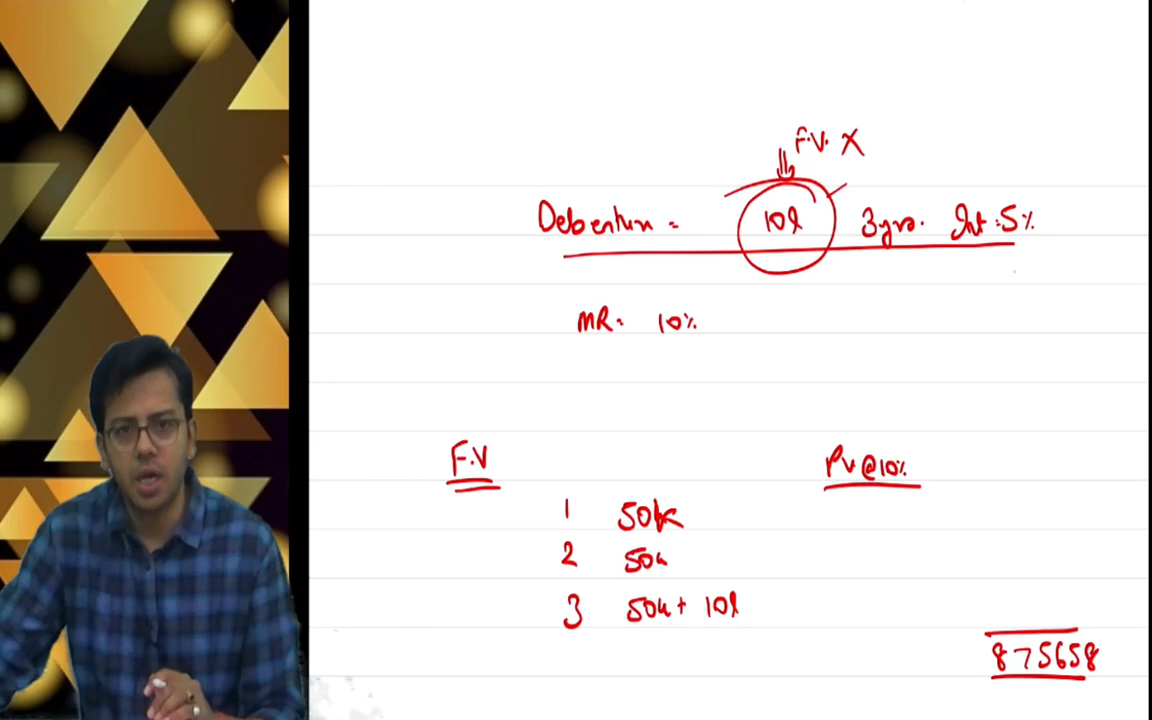 F.V. X
Debenture = 10l 3yrs. Int = 5%
MR = 10%
F.V PV@10%
1 50k
2 50k
3 50k + 10l
875658